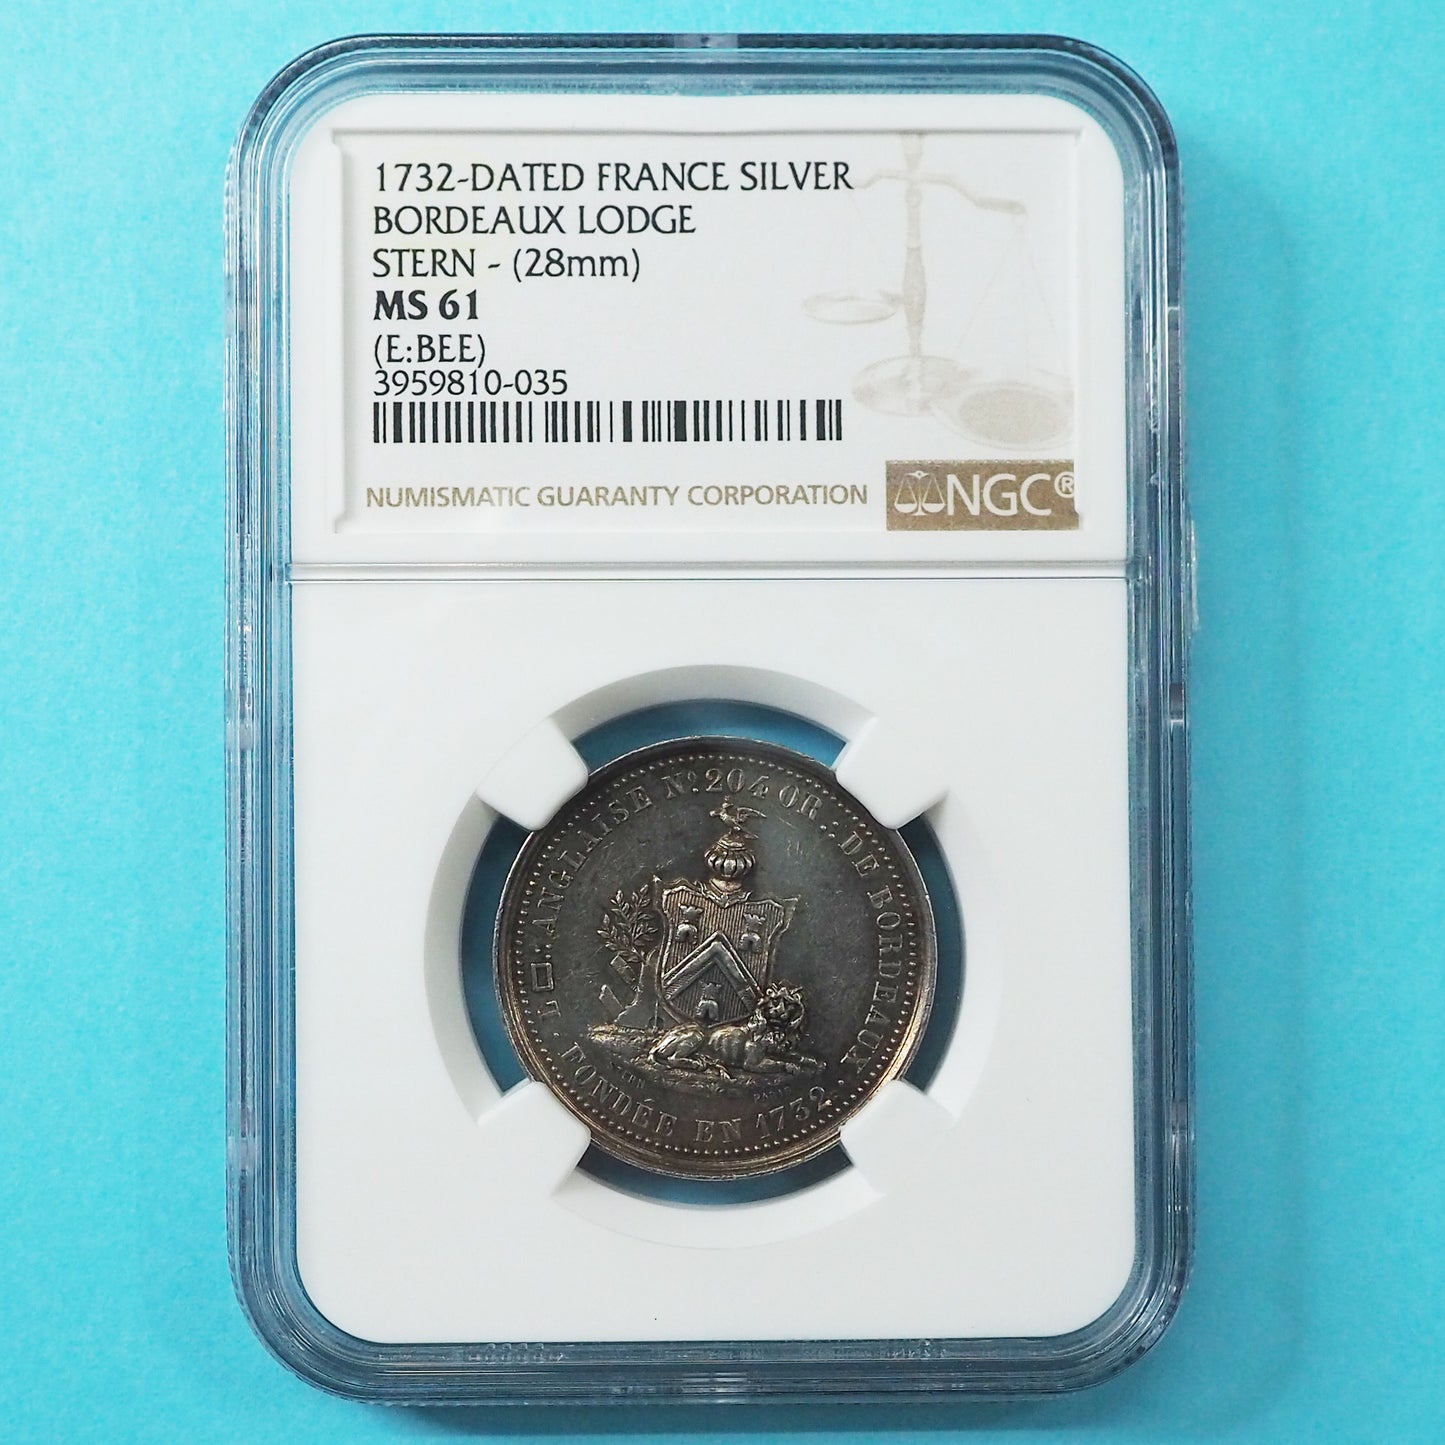 1732-DATED FRANCE SILVER
BORDEAUX LODGE
STERN - (28mm)
MS 61
(E:BEE)
3959810-035
NUMISMATIC GUARANTY CORPORATION
NGC®
L □∴ ANGLAISE No. 204 OR∴ DE BORDEAUX
FONDÉE EN 1732